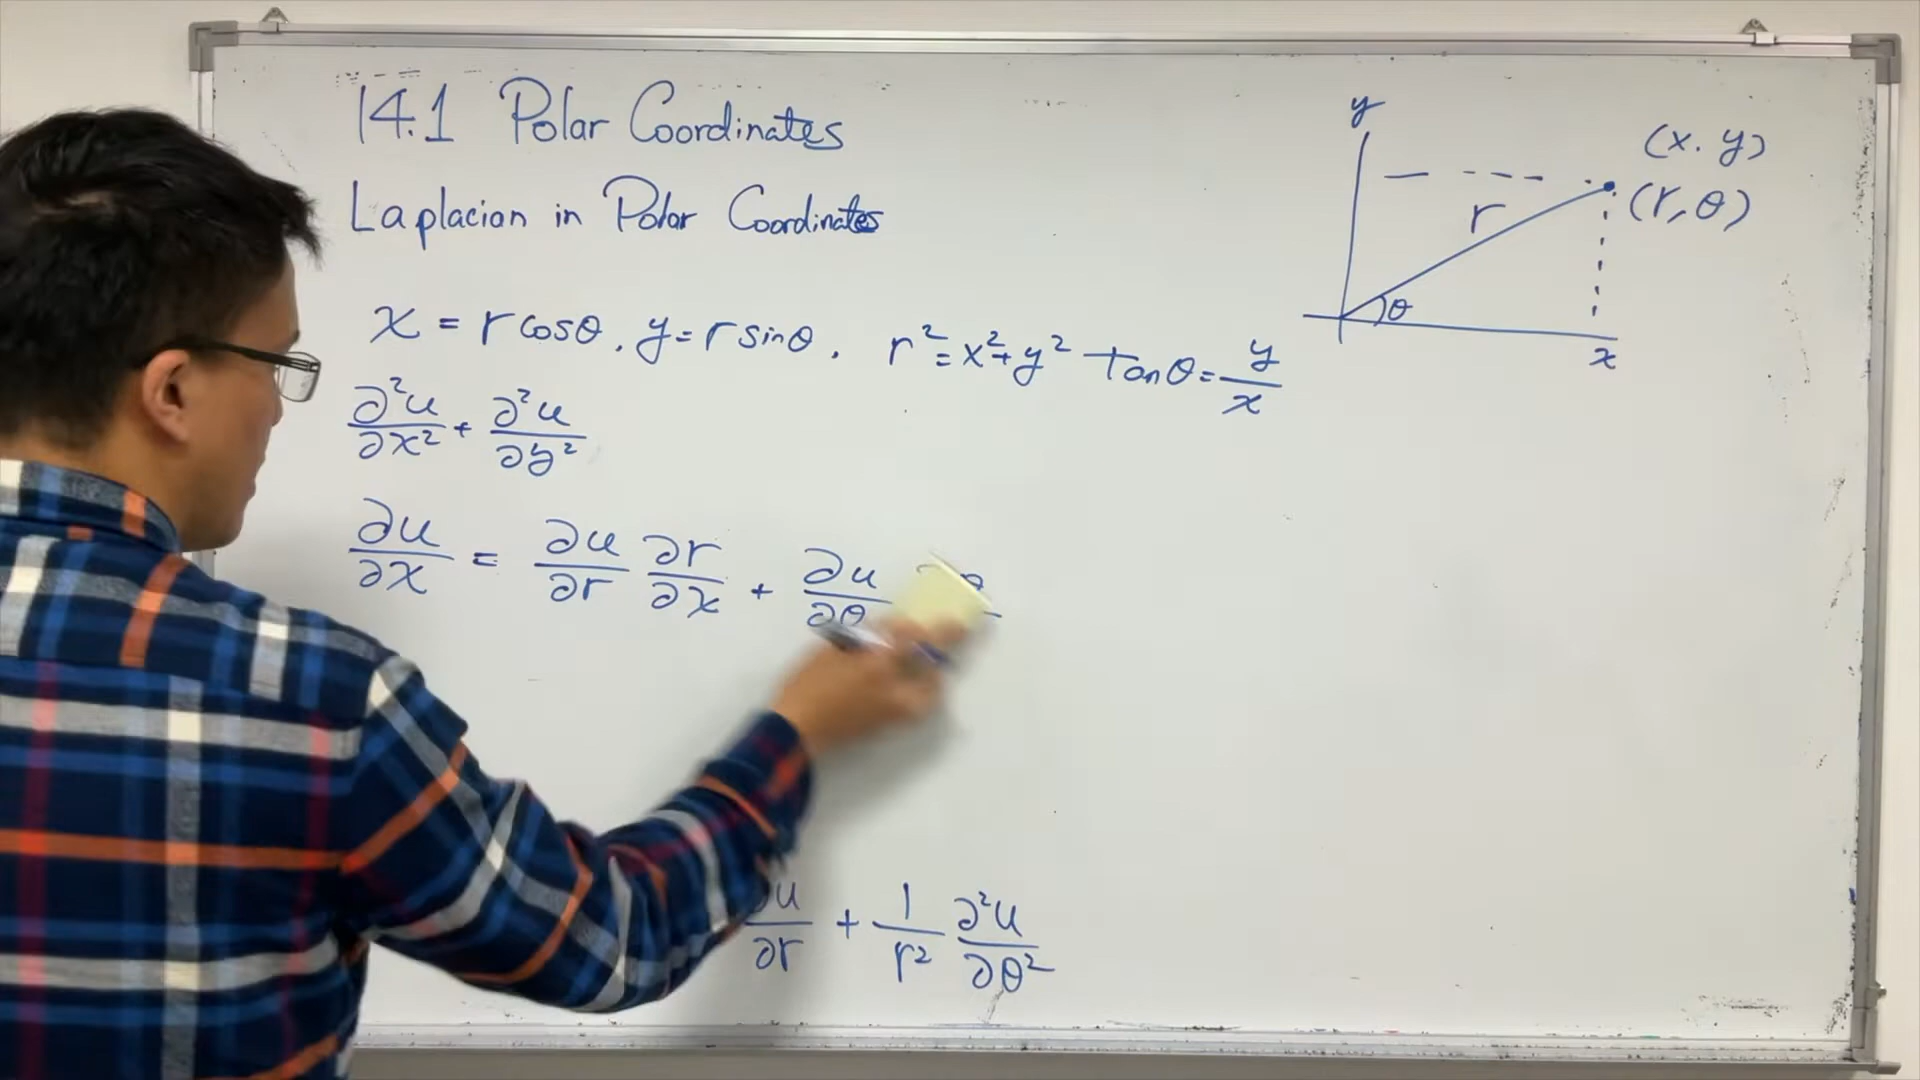 14.1 Polar Coordinates
Laplacian in Polar Coordinates
x = r cosθ, y = r sinθ, r² = x² + y² tanθ = y/x
∂²u/∂x² + ∂²u/∂y²
∂u/∂x = ∂u/∂r ∂r/∂x + ∂u/∂θ
∂u/∂r + 1/r² ∂²u/∂θ²
y
(x. y)
r
(r, θ)
θ
x